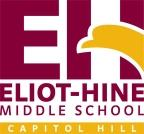 EH
ELIOT-HINE
MIDDLE SCHOOL
CAPITOL HILL